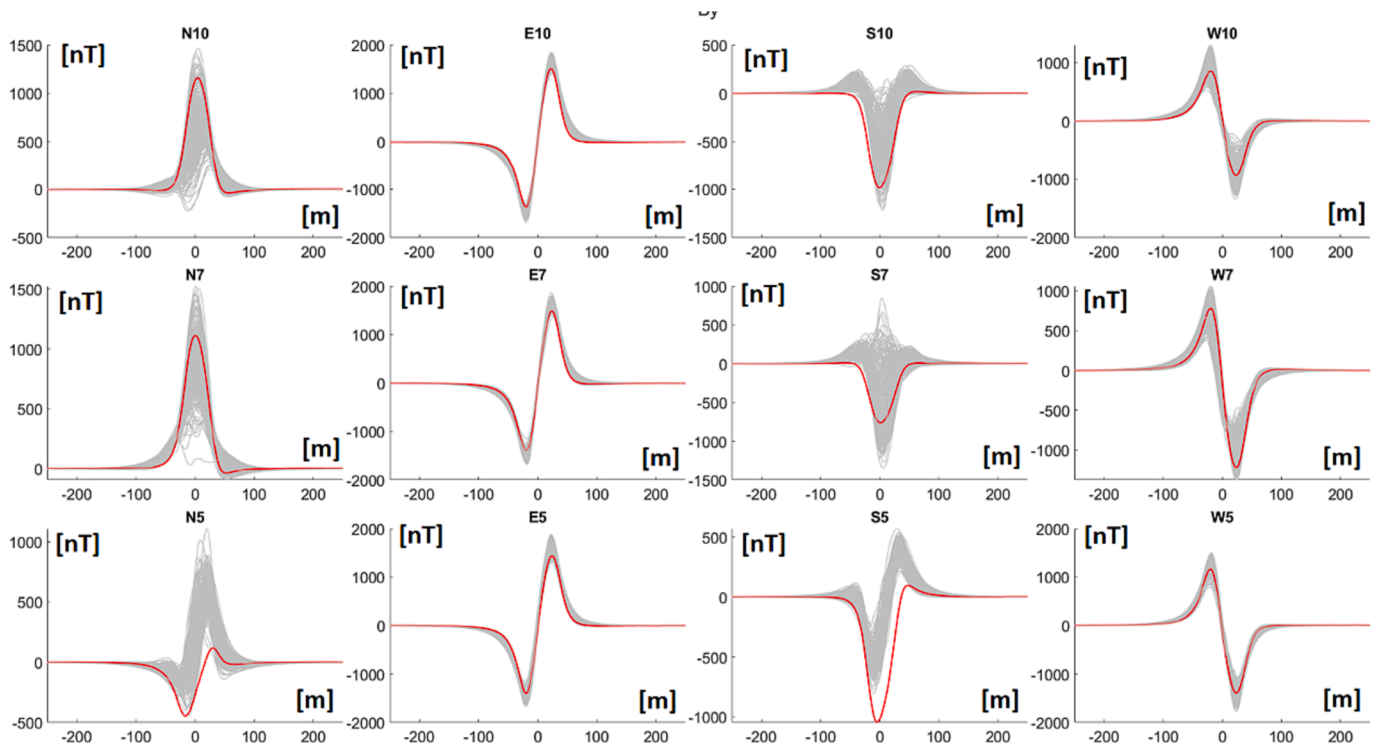 By
N10 E10 S10 W10
[nT] [nT] [nT] [nT]
1500 2000 500 1000
1000 1000 0 500
500 0 -500 0
0 -1000 -1000 -500
-500 -2000 -1500 -1000
-2000
[m] [m] [m] [m]
-200 -100 0 100 200 -200 -100 0 100 200 -200 -100 0 100 200 -200 -100 0 100 200
N7 E7 S7 W7
[nT] [nT] [nT] [nT]
1500 2000 1000 1000
1000 1000 500 500
500 0 0 0
0 -1000 -500 -500
-2000 -1000 -1000
-1500
[m] [m] [m] [m]
-200 -100 0 100 200 -200 -100 0 100 200 -200 -100 0 100 200 -200 -100 0 100 200
N5 E5 S5 W5
[nT] [nT] [nT] [nT]
1000 2000 500 2000
500 1000 0 1000
0 0 -500 0
-500 -1000 -1000 -1000
-2000 -2000
[m] [m] [m] [m]
-200 -100 0 100 200 -200 -100 0 100 200 -200 -100 0 100 200 -200 -100 0 100 200